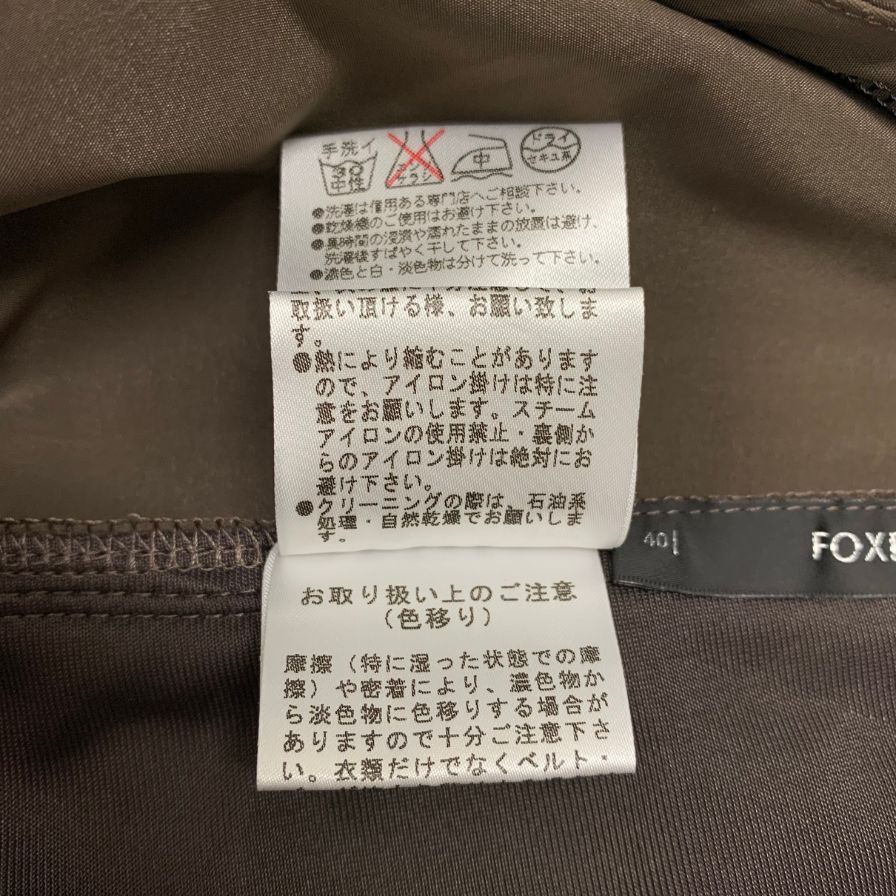 手洗イ
30
中性
エンソ
サラシ
中
ドライ
セキユ系
●洗濯は信用ある専門店へご相談下さい。
●乾燥機のご使用はお避け下さい。
●長時間の浸漬や濡れたままの放置は避け、
洗濯後すばやく干して下さい。
●濃色と白・淡色物は分けて洗って下さい。
取扱い頂ける様、お願い致しま
す。
●熱により縮むことがあります
ので、アイロン掛けは特に注
意をお願いします。スチーム
アイロンの使用禁止・裏側か
らのアイロン掛けは絶対にお
避け下さい。
●クリーニングの際は、石油系
処理・自然乾燥でお願いしま
す。
40
FOXE
お取り扱い上のご注意
(色移り)
摩擦(特に湿った状態での摩
擦)や密着により、濃色物か
ら淡色物に色移りする場合が
ありますので十分ご注意下さ
い。衣類だけでなくベルト・